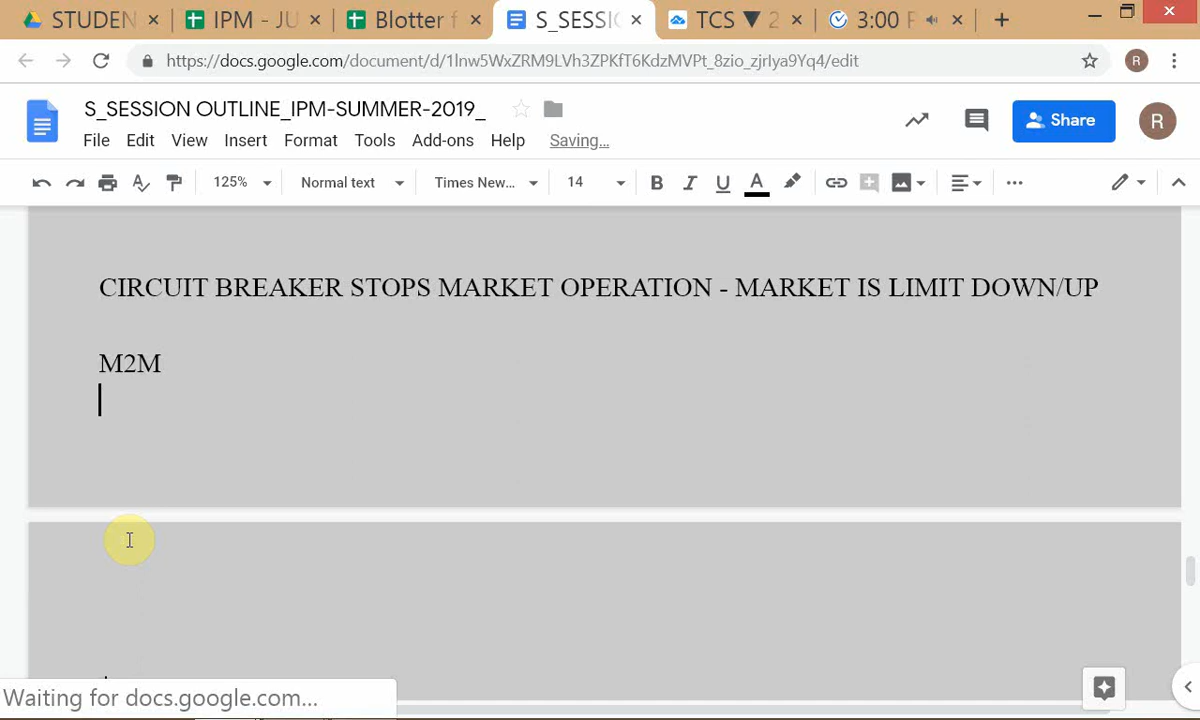 STUDEN
IPM - JU
Blotter f
S_SESSI
TCS ▼ 2
3:00
https://docs.google.com/document/d/1lnw5WxZRM9LVh3ZPKfT6KdzMVPt_8zio_zjrIya9Yq4/edit
R
S_SESSION OUTLINE_IPM-SUMMER-2019_
File Edit View Insert Format Tools Add-ons Help Saving...
Share
R
125% Normal text Times New... 14 B I U A
CIRCUIT BREAKER STOPS MARKET OPERATION - MARKET IS LIMIT DOWN/UP
M2M
Waiting for docs.google.com...